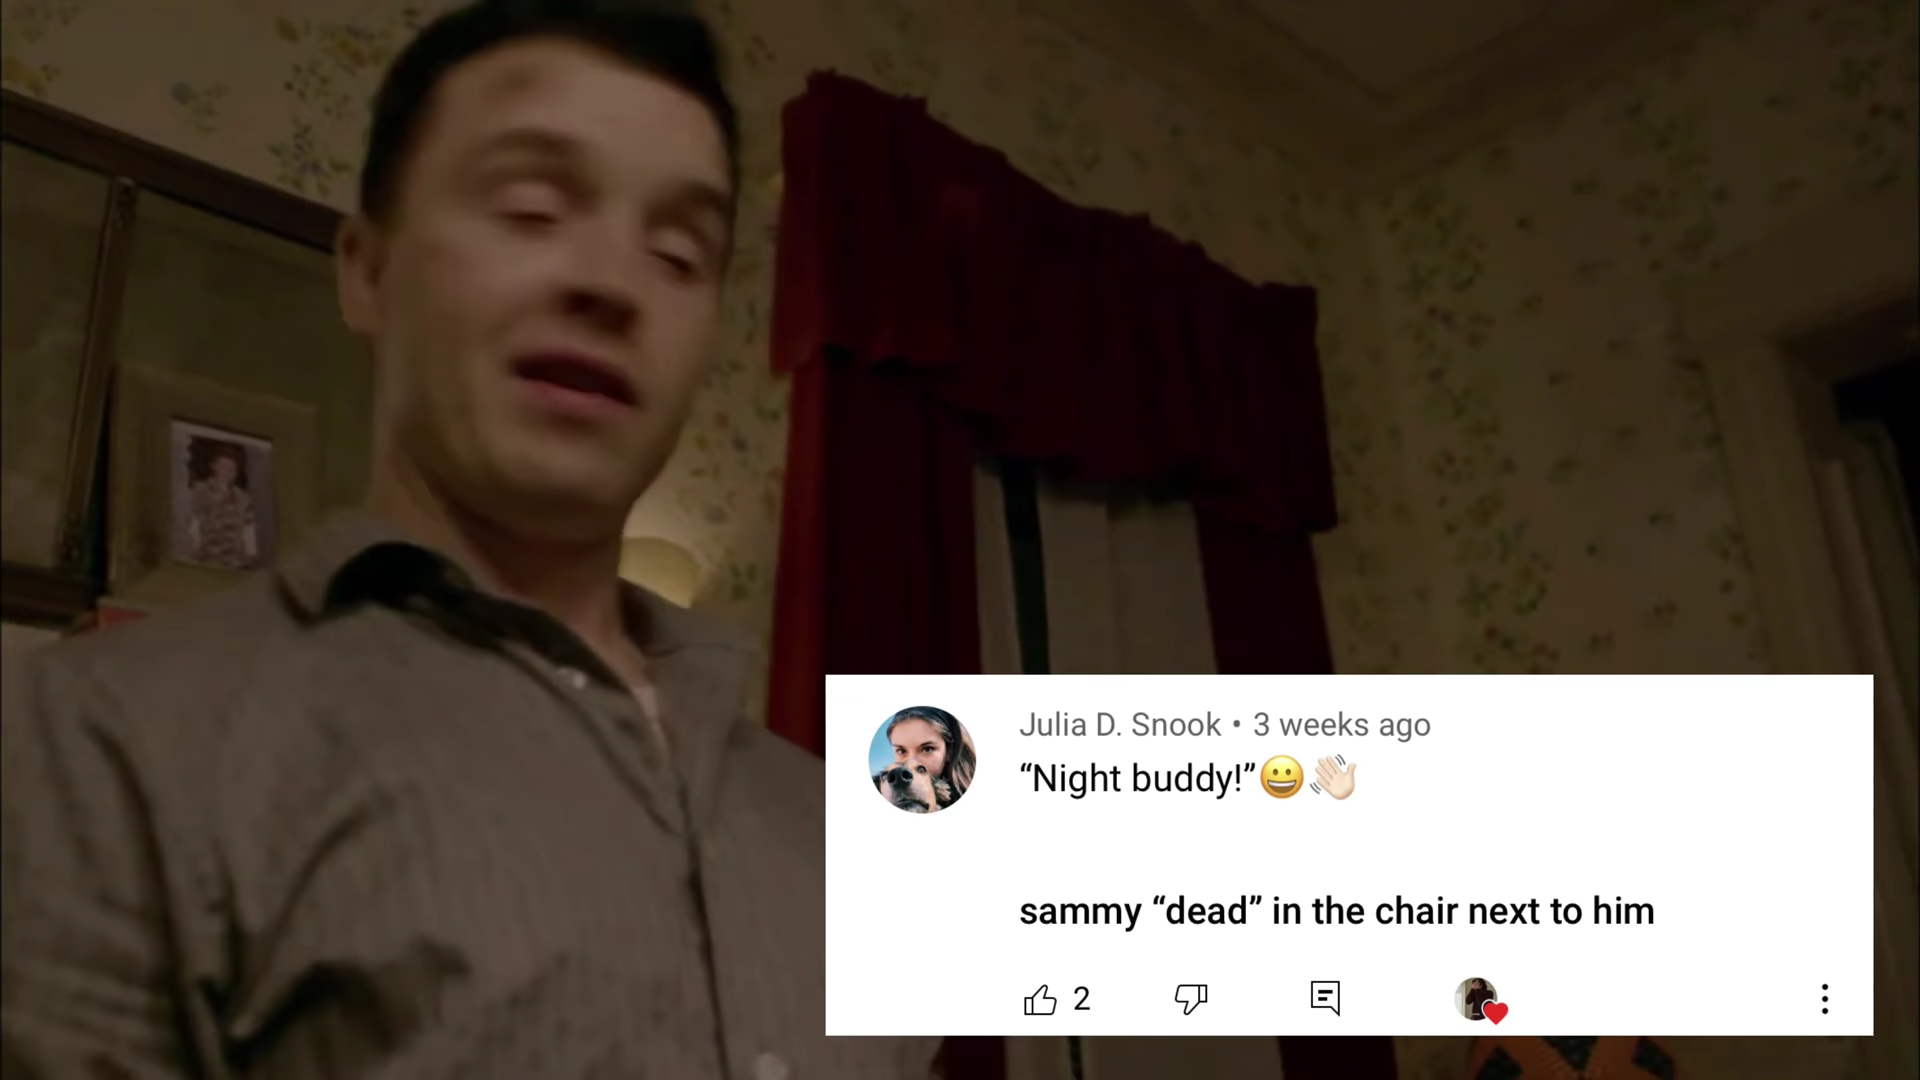 Julia D. Snook • 3 weeks ago
“Night buddy!”😀👋🏻
sammy “dead” in the chair next to him
2